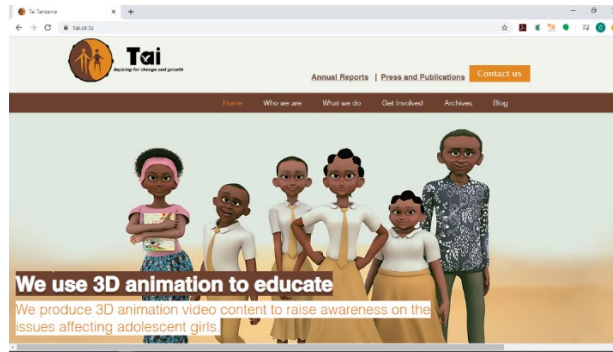 Tai Tanzania
tai.or.tz
Tai
Aspiring for change and growth
Annual Reports | Press and Publications
Contact us
Home Who we are What we do Get Involved Archives Blog
We use 3D animation to educate
We produce 3D animation video content to raise awareness on the
issues affecting adolescent girls.